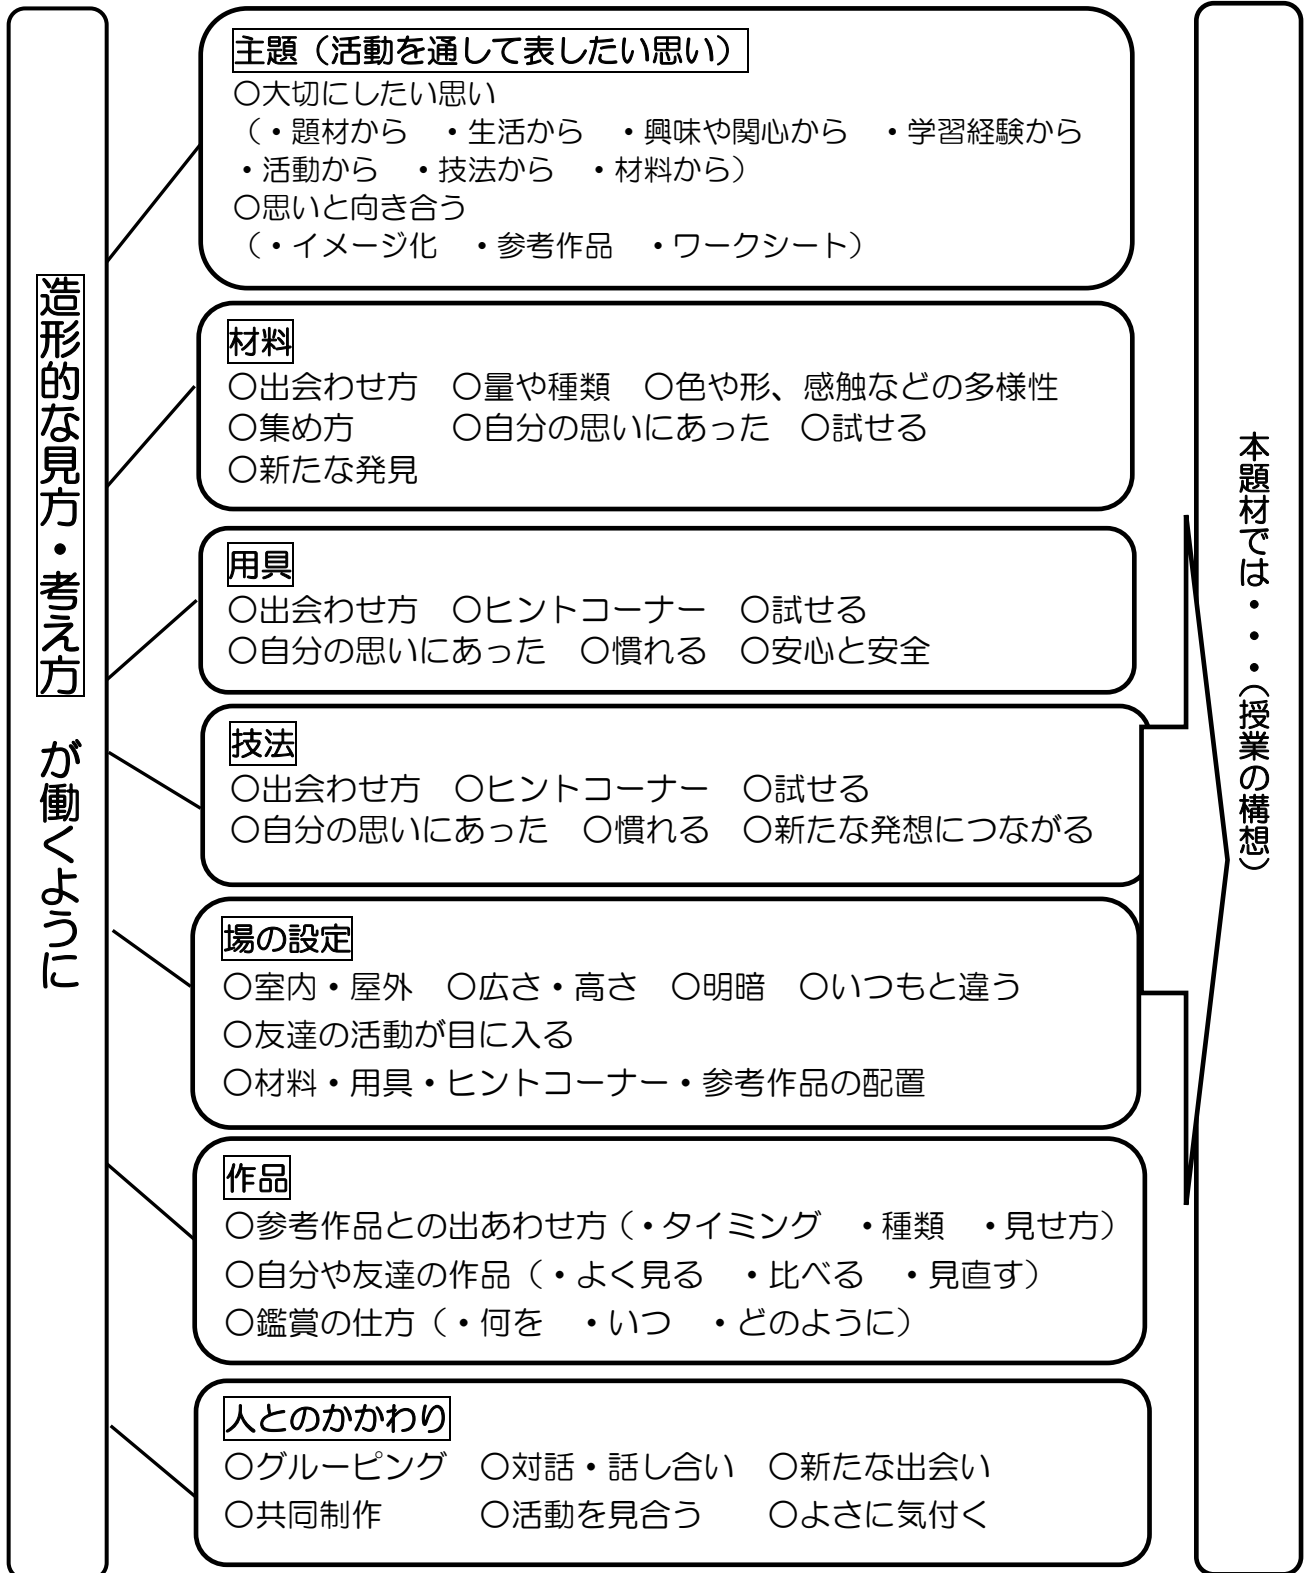 造形的な見方・考え方　が働くように
主題（活動を通して表したい思い）
○大切にしたい思い
（・題材から　・生活から　・興味や関心から　・学習経験から
・活動から　・技法から　・材料から）
○思いと向き合う
（・イメージ化　・参考作品　・ワークシート）
材料
○出会わせ方　○量や種類　○色や形、感触などの多様性
○集め方　　　○自分の思いにあった　○試せる
○新たな発見
用具
○出会わせ方　○ヒントコーナー　○試せる
○自分の思いにあった　○慣れる　○安心と安全
技法
○出会わせ方　○ヒントコーナー　○試せる
○自分の思いにあった　○慣れる　○新たな発想につながる
場の設定
○室内・屋外　○広さ・高さ　○明暗　○いつもと違う
○友達の活動が目に入る
○材料・用具・ヒントコーナー・参考作品の配置
作品
○参考作品との出あわせ方（・タイミング　・種類　・見せ方）
○自分や友達の作品（・よく見る　・比べる　・見直す）
○鑑賞の仕方（・何を　・いつ　・どのように）
人とのかかわり
○グルーピング　○対話・話し合い　○新たな出会い
○共同制作　　　○活動を見合う　　○よさに気付く
本題材では・・・（授業の構想）